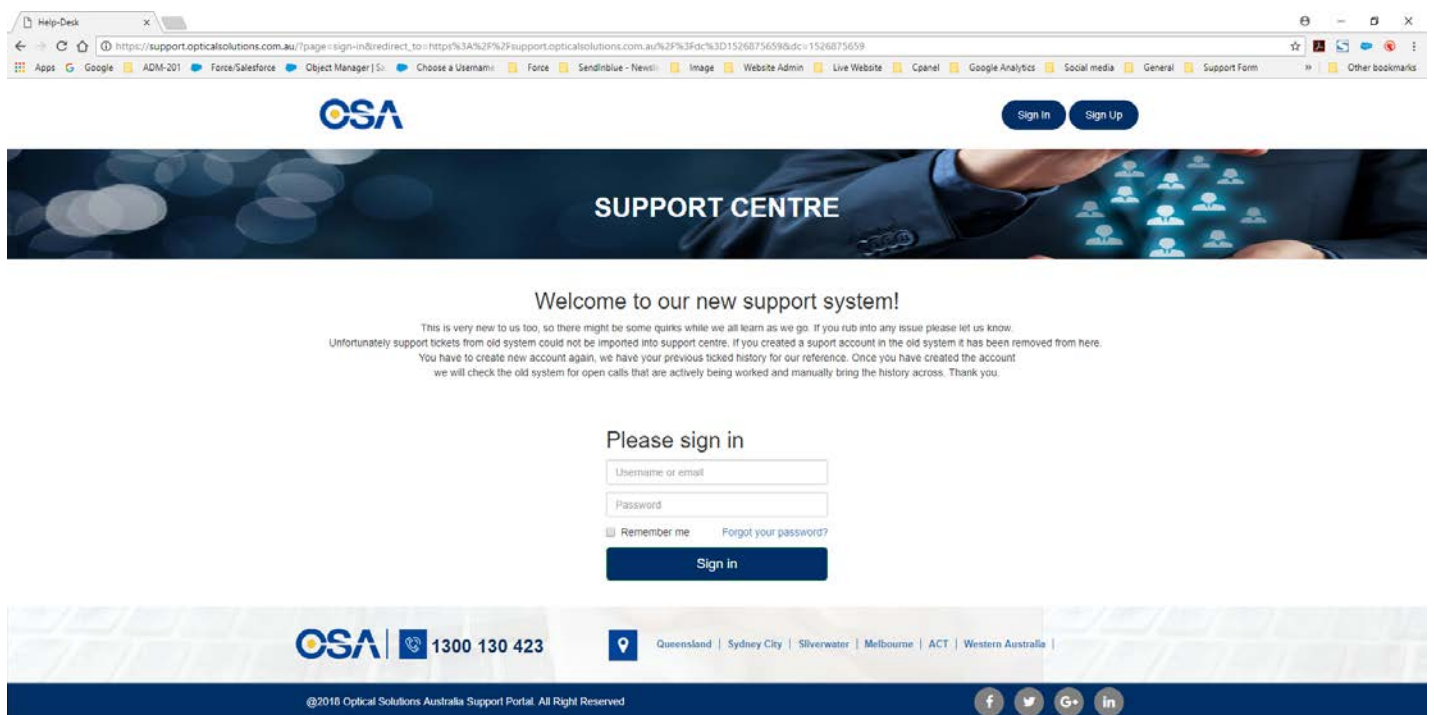 Help-Desk
https://support.opticalsolutions.com.au/?page=sign-in&redirect_to=https%3A%2F%2Fsupport.opticalsolutions.com.au%2F%3Fdc%3D1526875659&dc=1526875659
Apps Google ADM-201 Force/Salesforce Object Manager | Sa Choose a Username Force SendInblue - Newsl Image Website Admin Live Website Cpanel Google Analytics Social media General Support Form » Other bookmarks
OSA Sign In Sign Up
SUPPORT CENTRE
Welcome to our new support system!
This is very new to us too, so there might be some quirks while we all learn as we go. If you rub into any issue please let us know.
Unfortunately support tickets from old system could not be imported into support centre. If you created a suport account in the old system it has been removed from here.
You have to create new account again, we have your previous ticked history for our reference. Once you have created the account
we will check the old system for open calls that are actively being worked and manually bring the history across. Thank you.
Please sign in
Username or email
Password
Remember me Forgot your password?
Sign in
OSA 1300 130 423 Queensland | Sydney City | Silverwater | Melbourne | ACT | Western Australia |
@2018 Optical Solutions Australia Support Portal. All Right Reserved f G+ in